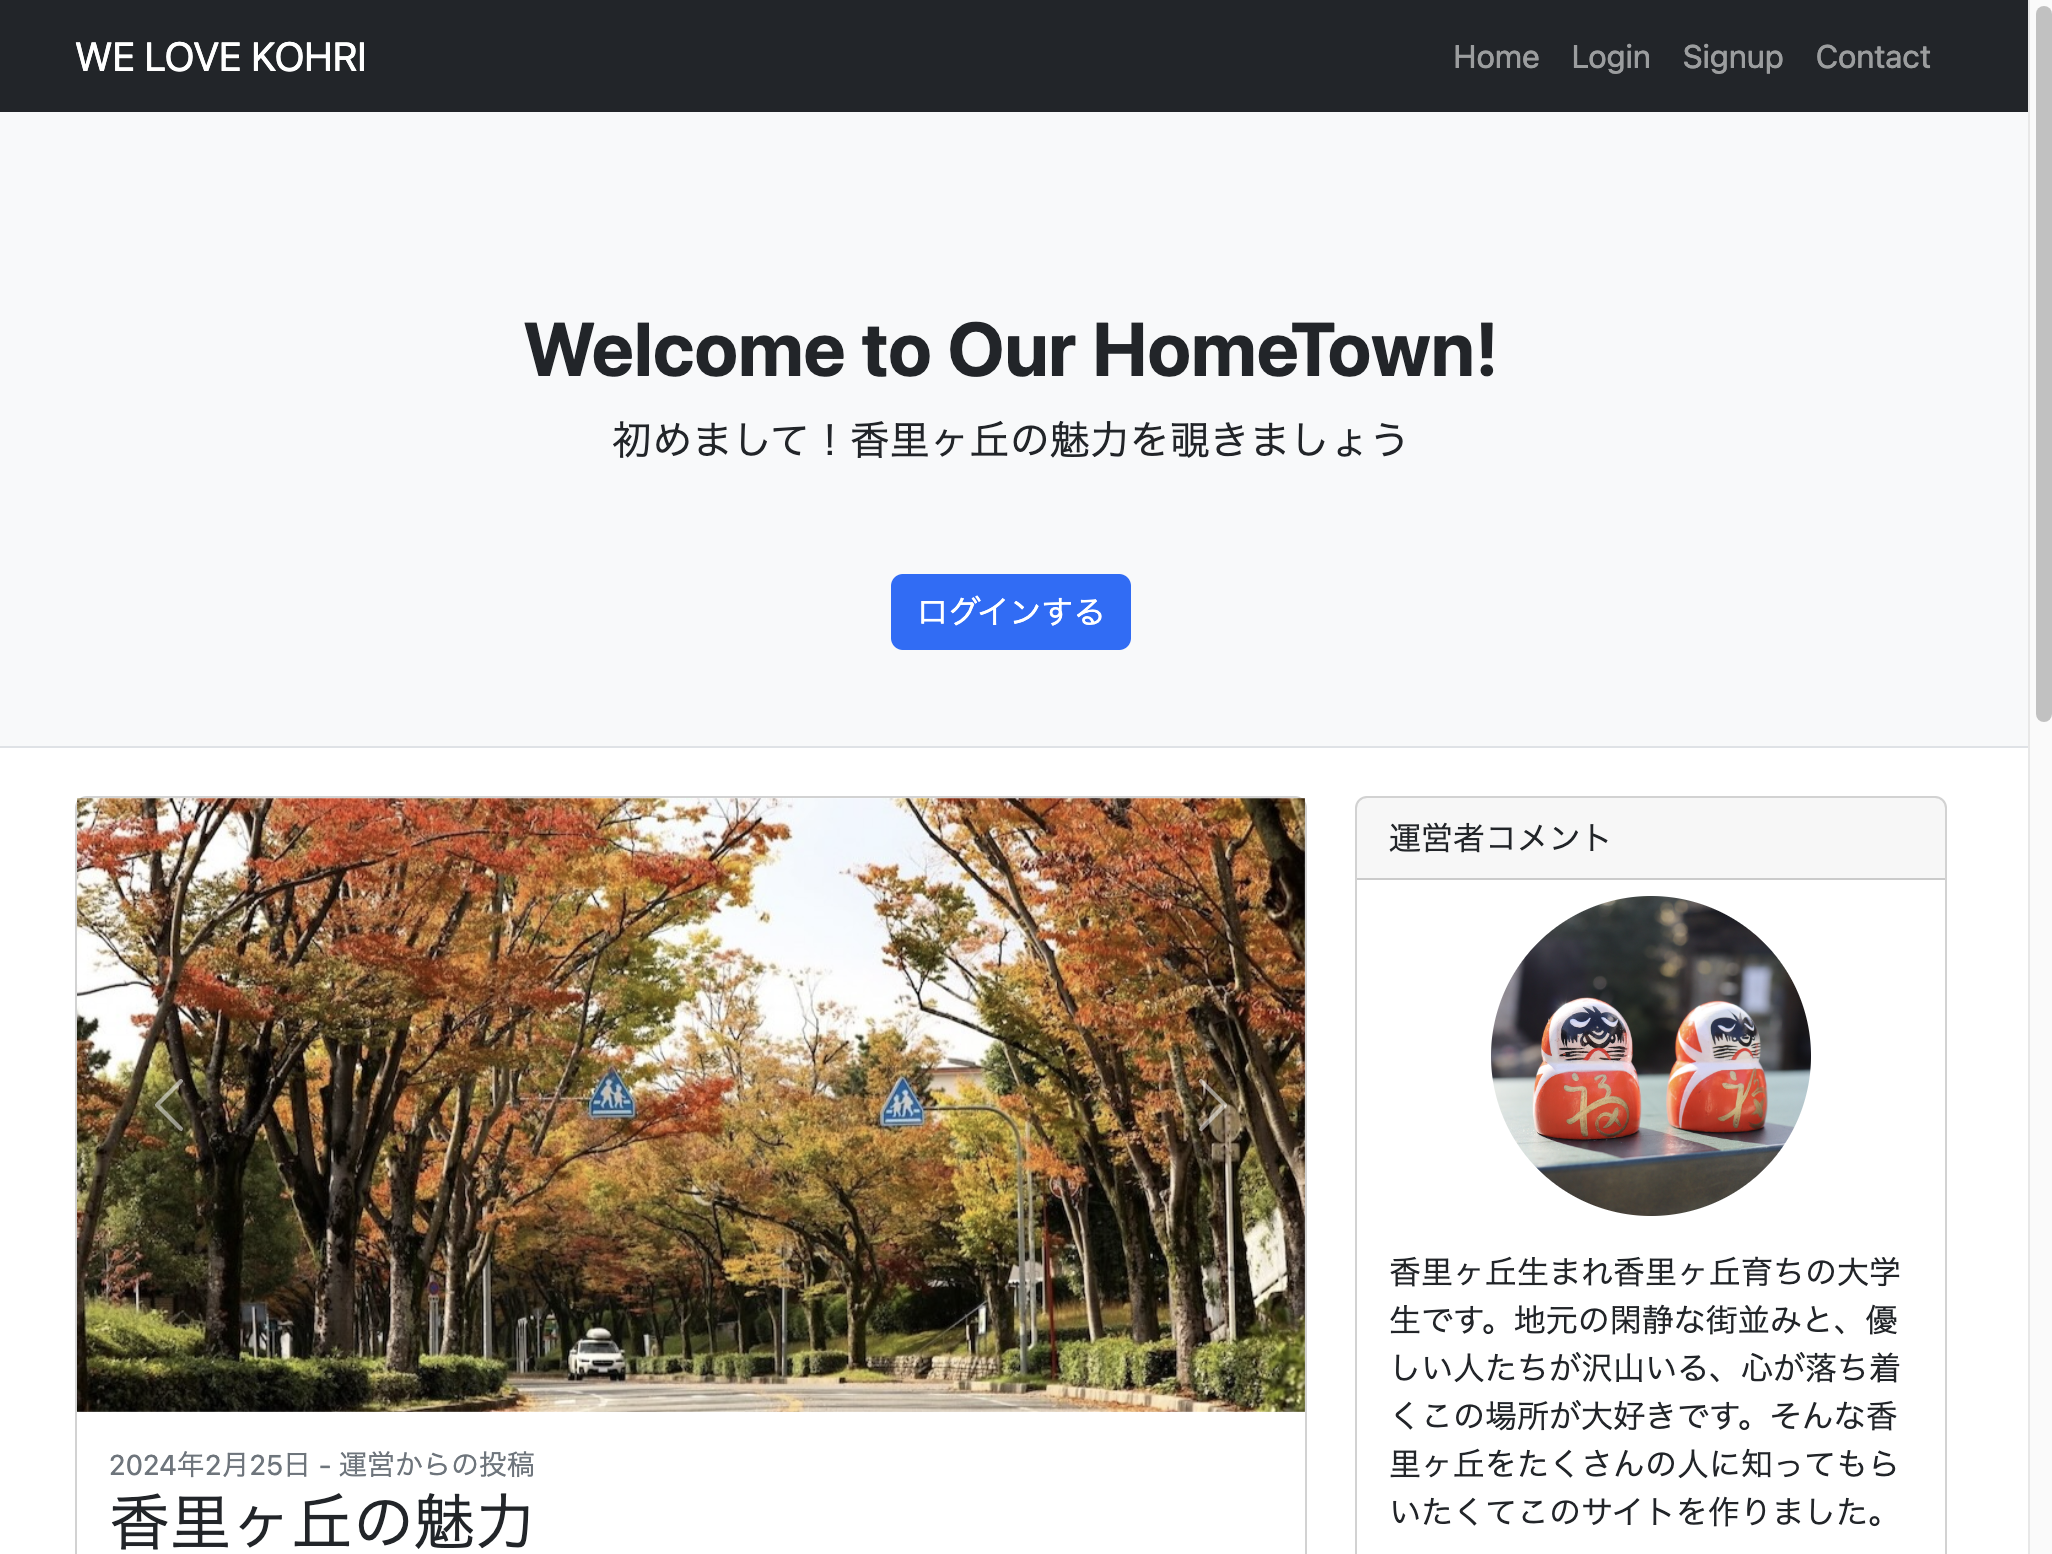 WE LOVE KOHRI
Home Login Signup Contact
Welcome to Our HomeTown!
初めまして！香里ヶ丘の魅力を覗きましょう
ログインする
2024年2月25日 - 運営からの投稿
香里ヶ丘の魅力
運営者コメント
福
香里ヶ丘生まれ香里ヶ丘育ちの大学
生です。地元の閑静な街並みと、優
しい人たちが沢山いる、心が落ち着
くこの場所が大好きです。そんな香
里ヶ丘をたくさんの人に知ってもら
いたくてこのサイトを作りました。